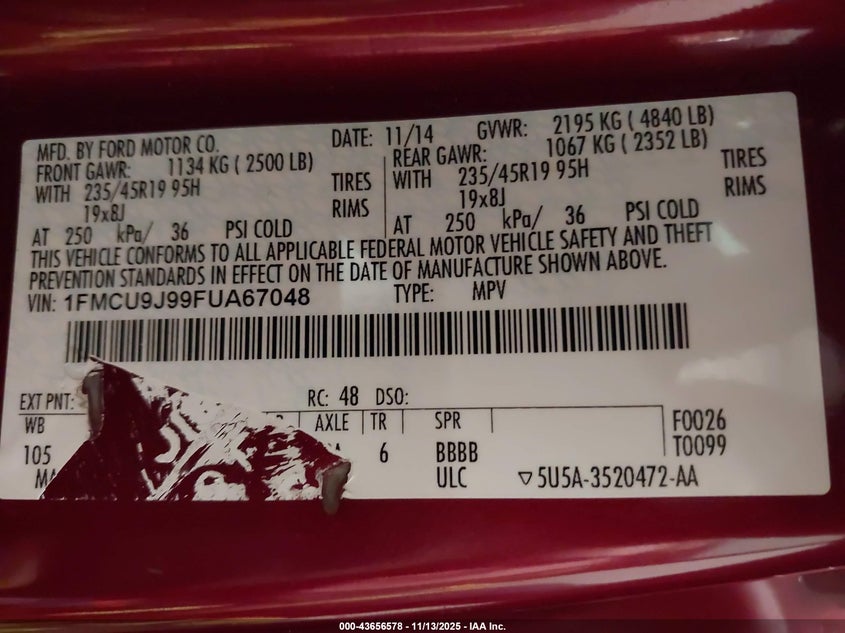 MFD. BY FORD MOTOR CO. DATE: 11/14 GVWR: 2195 KG ( 4840 LB)
FRONT GAWR: 1134 KG ( 2500 LB) REAR GAWR: 1067 KG ( 2352 LB)
WITH 235/45R19 95H TIRES WITH 235/45R19 95H TIRES
19x8J RIMS 19x8J RIMS
AT 250 kPa/ 36 PSI COLD AT 250 kPa/ 36 PSI COLD
THIS VEHICLE CONFORMS TO ALL APPLICABLE FEDERAL MOTOR VEHICLE SAFETY AND THEFT
PREVENTION STANDARDS IN EFFECT ON THE DATE OF MANUFACTURE SHOWN ABOVE.
VIN: 1FMCU9J99FUA67048 TYPE: MPV
EXT PNT: RC: 48 DSO:
WB AXLE TR SPR F0026
105 6 BBBB T0099
ULC ▽5U5A-3520472-AA
000-43656578 - 11/13/2025 - IAA Inc.